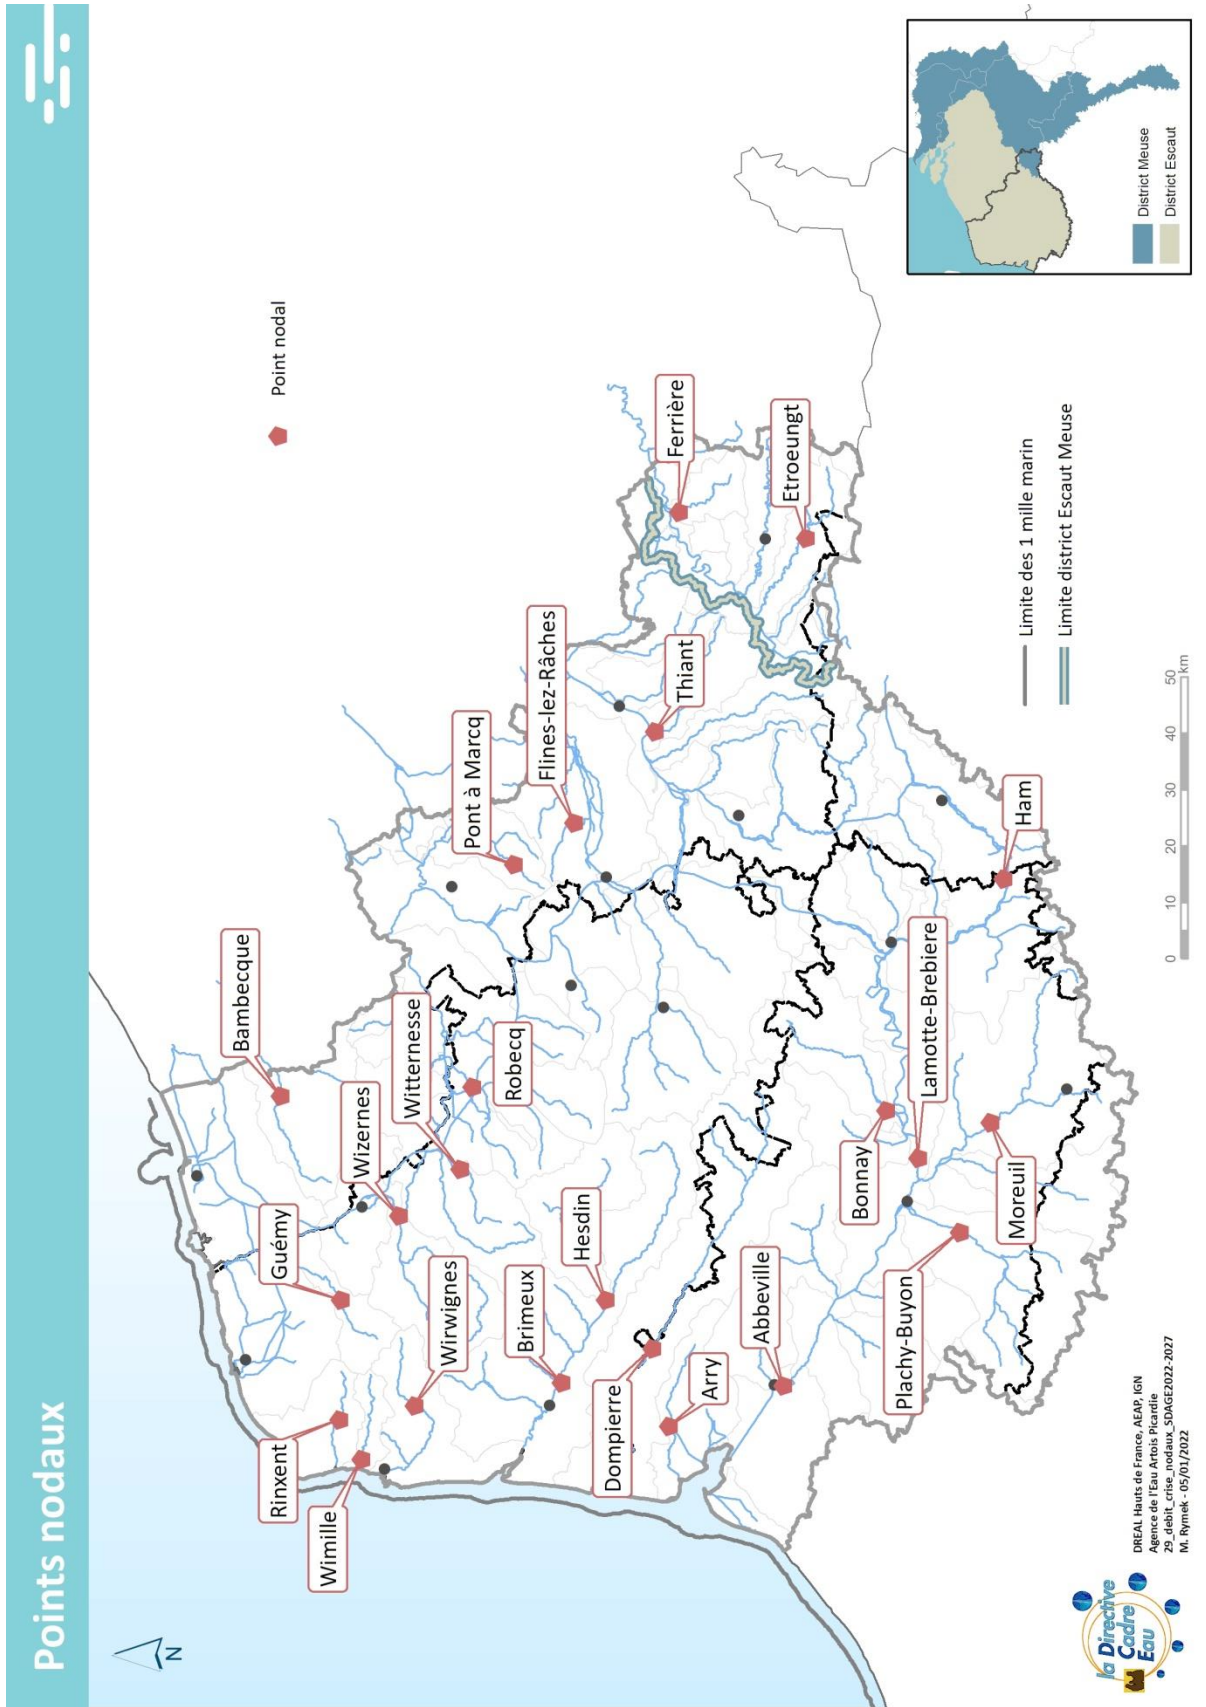 Points nodaux
N
Point nodal
Bambecque
Guémy
Rinxent
Wimille
Wizernes
Wirwignes
Witternesse
Robecq
Brimeux
Hesdin
Pont à Marcq
Flines-lez-Râches
Dompierre
Arry
Abbeville
Thiant
Ferrière
Etroeungt
Bonnay
Lamotte-Brebiere
Plachy-Buyon
Moreuil
Ham
Limite des 1 mille marin
Limite district Escaut Meuse
0 10 20 30 40 50
km
District Meuse
District Escaut
la Directive
Cadre
Eau
DREAL Hauts de France, AEAP, IGN
Agence de l'Eau Artois Picardie
29_debit_crise_nodaux_SDAGE2022-2027
M. Rymek - 05/01/2022